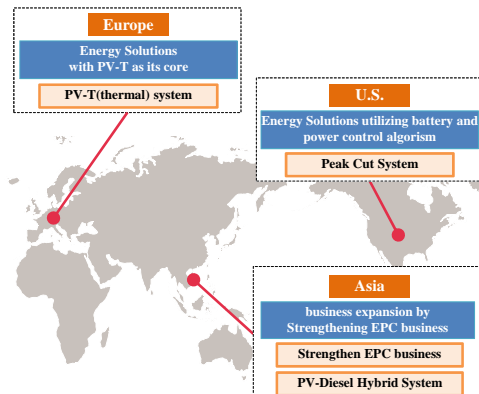 Europe
Energy Solutions
with PV-T as its core
PV-T(thermal) system
U.S.
Energy Solutions utilizing battery and
power control algorism
Peak Cut System
Asia
business expansion by
Strengthening EPC business
Strengthen EPC business
PV-Diesel Hybrid System